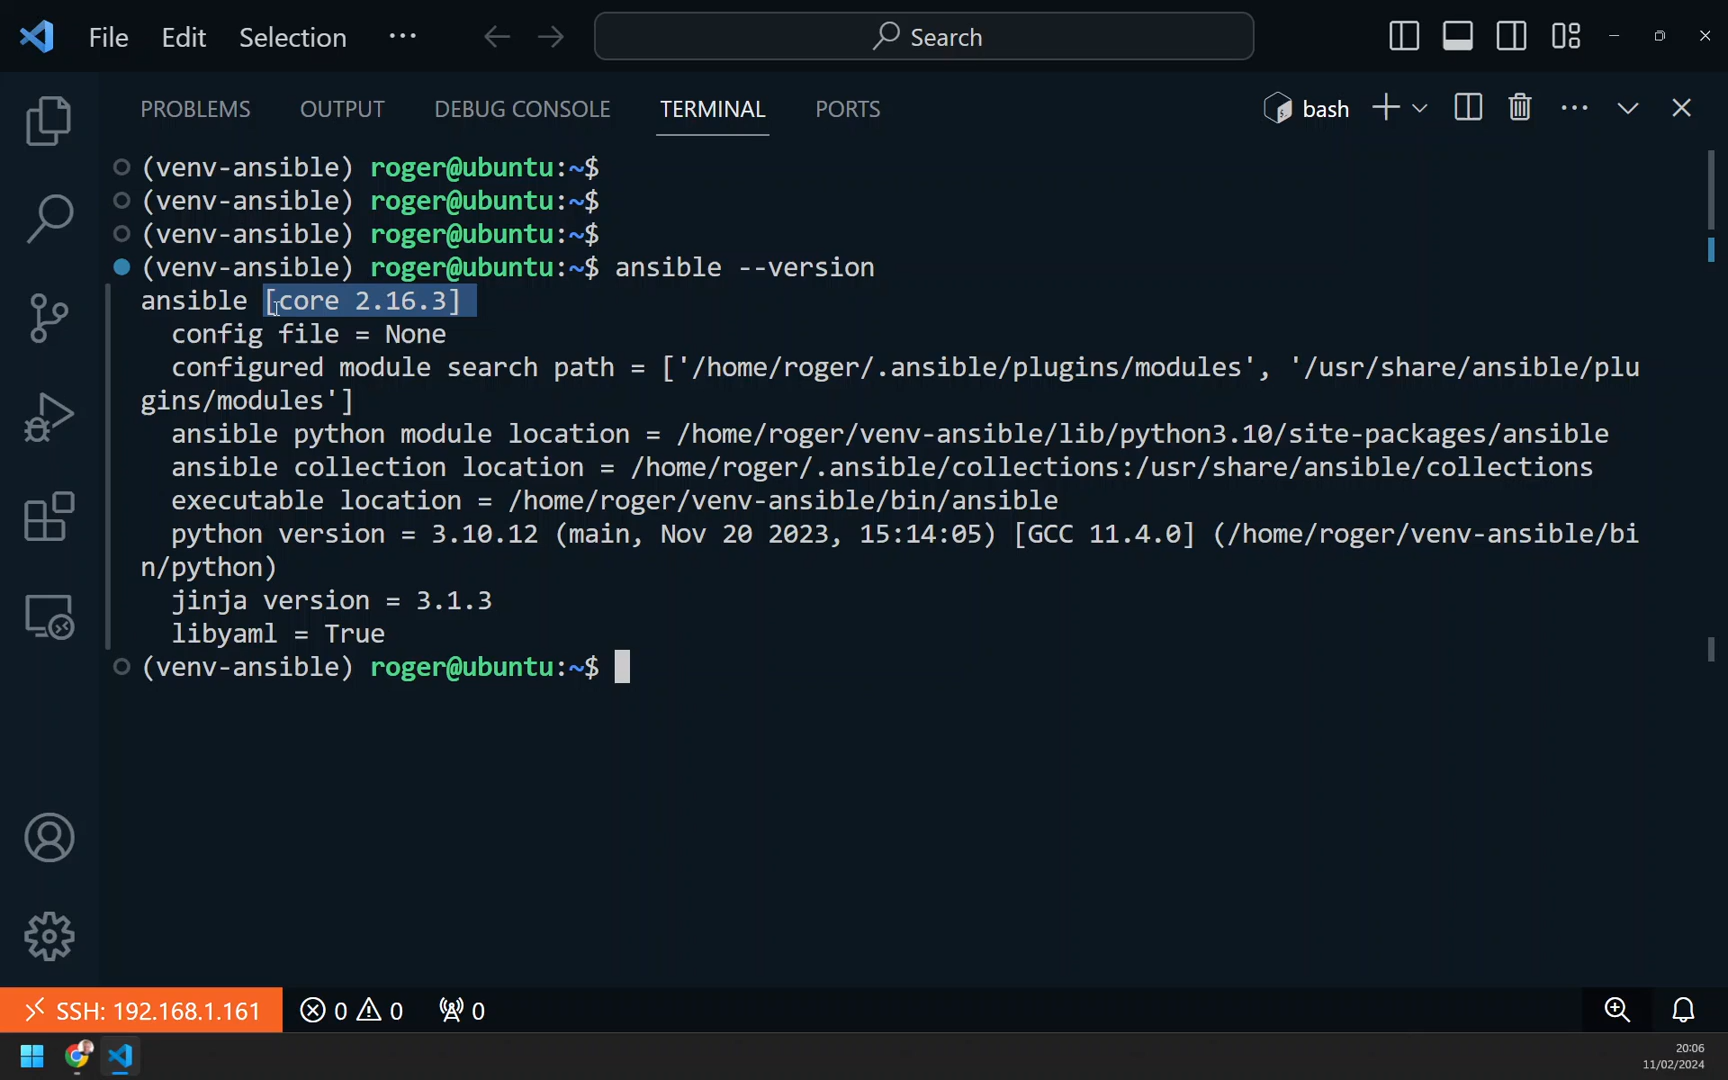 File Edit Selection ··· Search
PROBLEMS OUTPUT DEBUG CONSOLE TERMINAL PORTS bash
(venv-ansible) roger@ubuntu:~$
(venv-ansible) roger@ubuntu:~$
(venv-ansible) roger@ubuntu:~$
(venv-ansible) roger@ubuntu:~$ ansible --version
ansible [core 2.16.3]
config file = None
configured module search path = ['/home/roger/.ansible/plugins/modules', '/usr/share/ansible/plu
gins/modules']
ansible python module location = /home/roger/venv-ansible/lib/python3.10/site-packages/ansible
ansible collection location = /home/roger/.ansible/collections:/usr/share/ansible/collections
executable location = /home/roger/venv-ansible/bin/ansible
python version = 3.10.12 (main, Nov 20 2023, 15:14:05) [GCC 11.4.0] (/home/roger/venv-ansible/bi
n/python)
jinja version = 3.1.3
libyaml = True
(venv-ansible) roger@ubuntu:~$
SSH: 192.168.1.161 0 0 0
20:06
11/02/2024